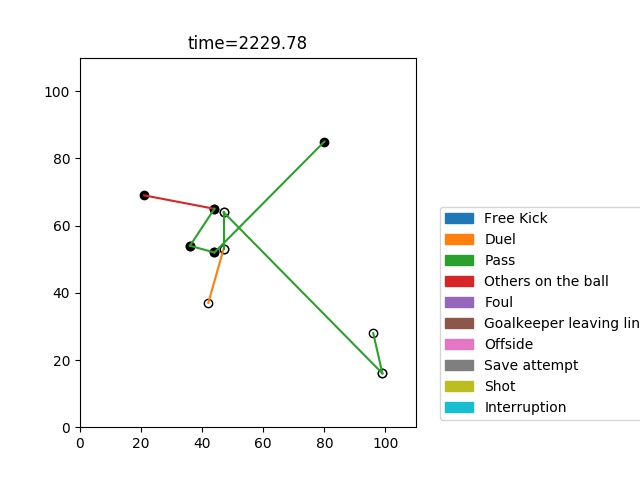 time=2229.78
100
80
60
40
20
0
0 20 40 60 80 100
Free Kick
Duel
Pass
Others on the ball
Foul
Goalkeeper leaving lin
Offside
Save attempt
Shot
Interruption